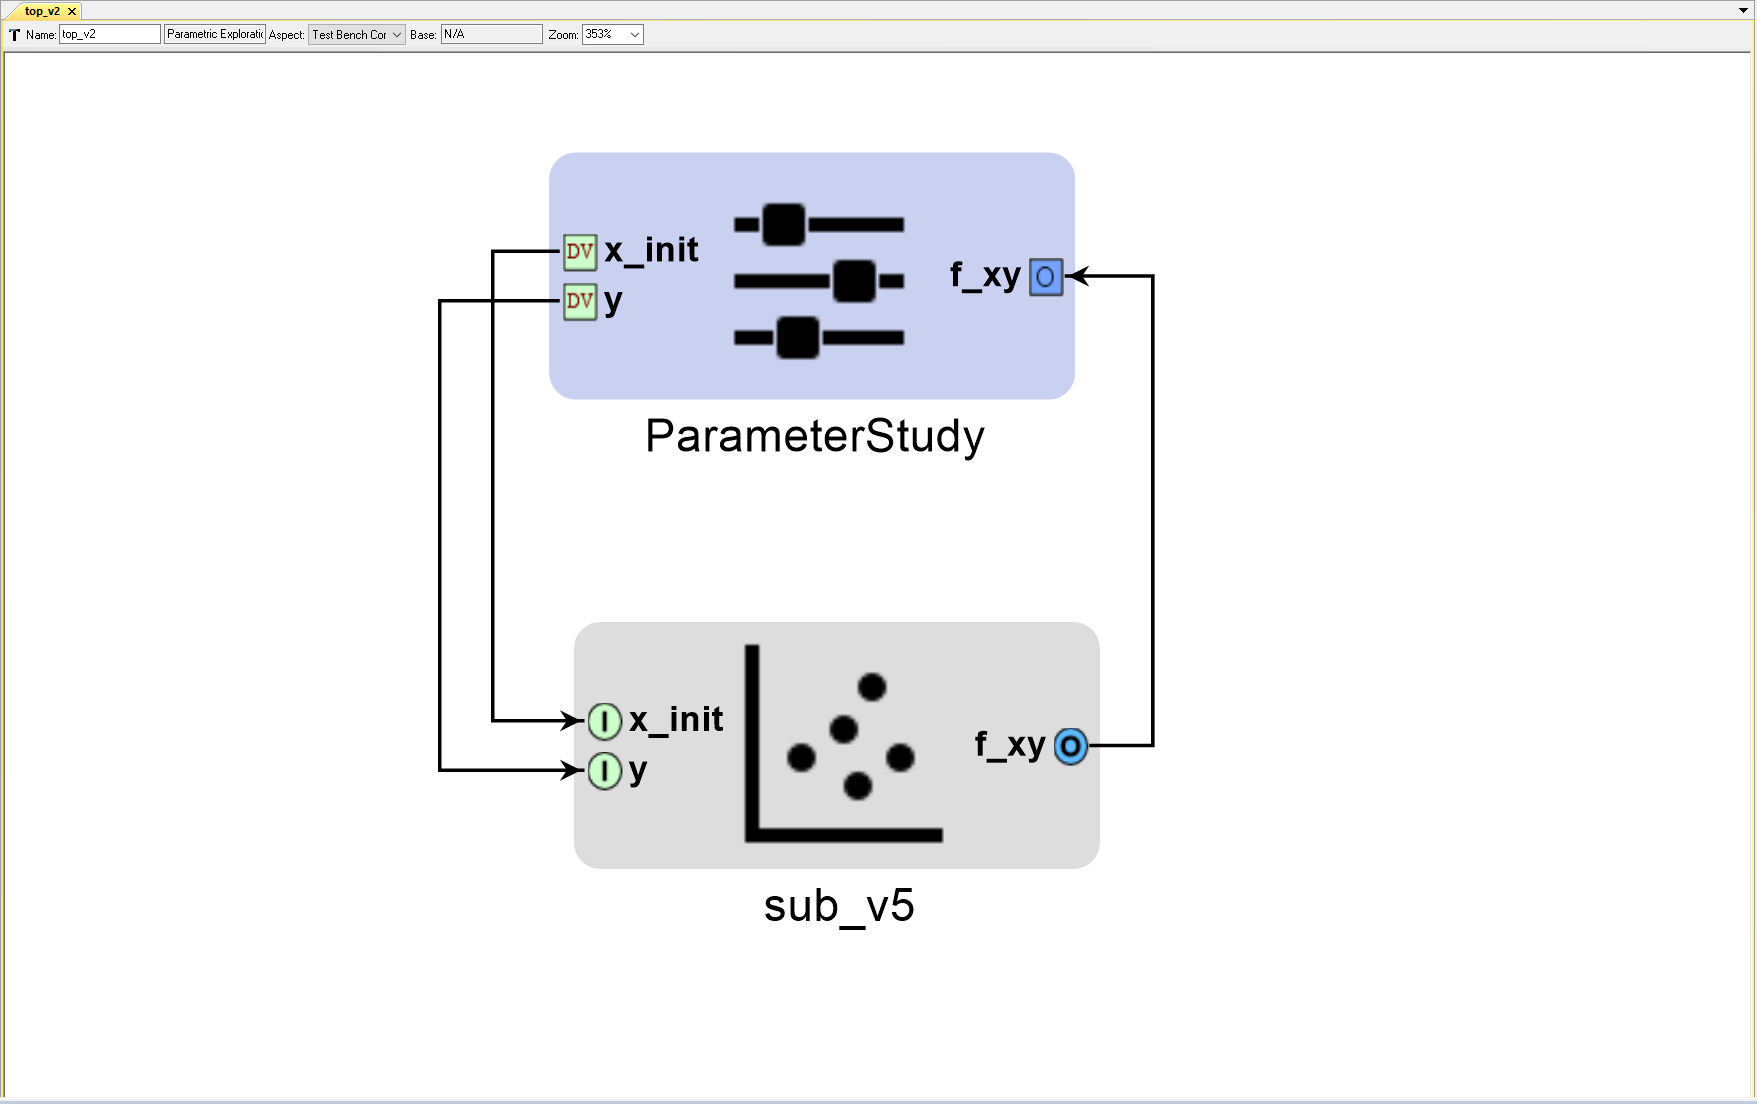 top_v2
Name: top_v2 Parametric Exploratic Aspect: Test Bench Cor Base: N/A Zoom: 353%
DV x_init
DV y
f_xy O
ParameterStudy
I x_init
I y
f_xy O
sub_v5